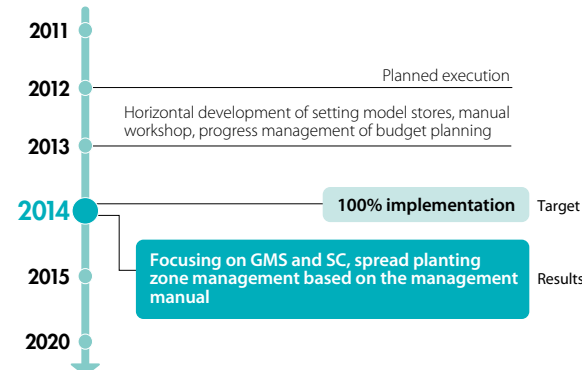 2011
Planned execution
2012
Horizontal development of setting model stores, manual
workshop, progress management of budget planning
2013
2014
100% implementation
Target
Focusing on GMS and SC, spread planting
zone management based on the management
manual
Results
2015
2020